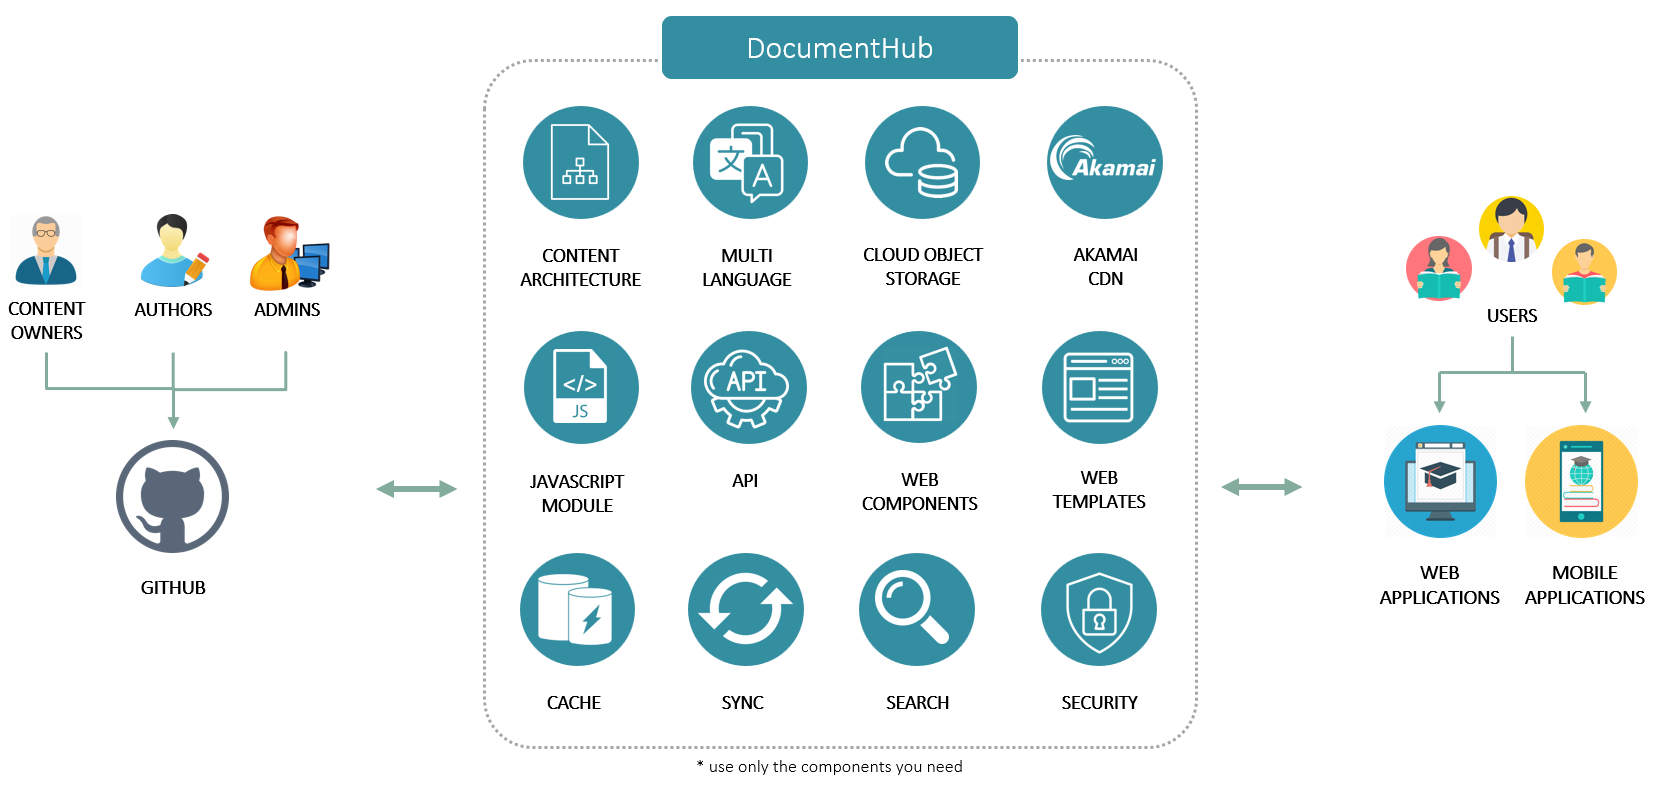 DocumentHub
文
A
Akamai
CONTENT
ARCHITECTURE
MULTI
LANGUAGE
CLOUD OBJECT
STORAGE
AKAMAI
CDN
CONTENT
OWNERS
AUTHORS
ADMINS
USERS
</>
JS
API
JAVASCRIPT
MODULE
API
WEB
COMPONENTS
WEB
TEMPLATES
GITHUB
WEB
APPLICATIONS
MOBILE
APPLICATIONS
CACHE
SYNC
SEARCH
SECURITY
* use only the components you need